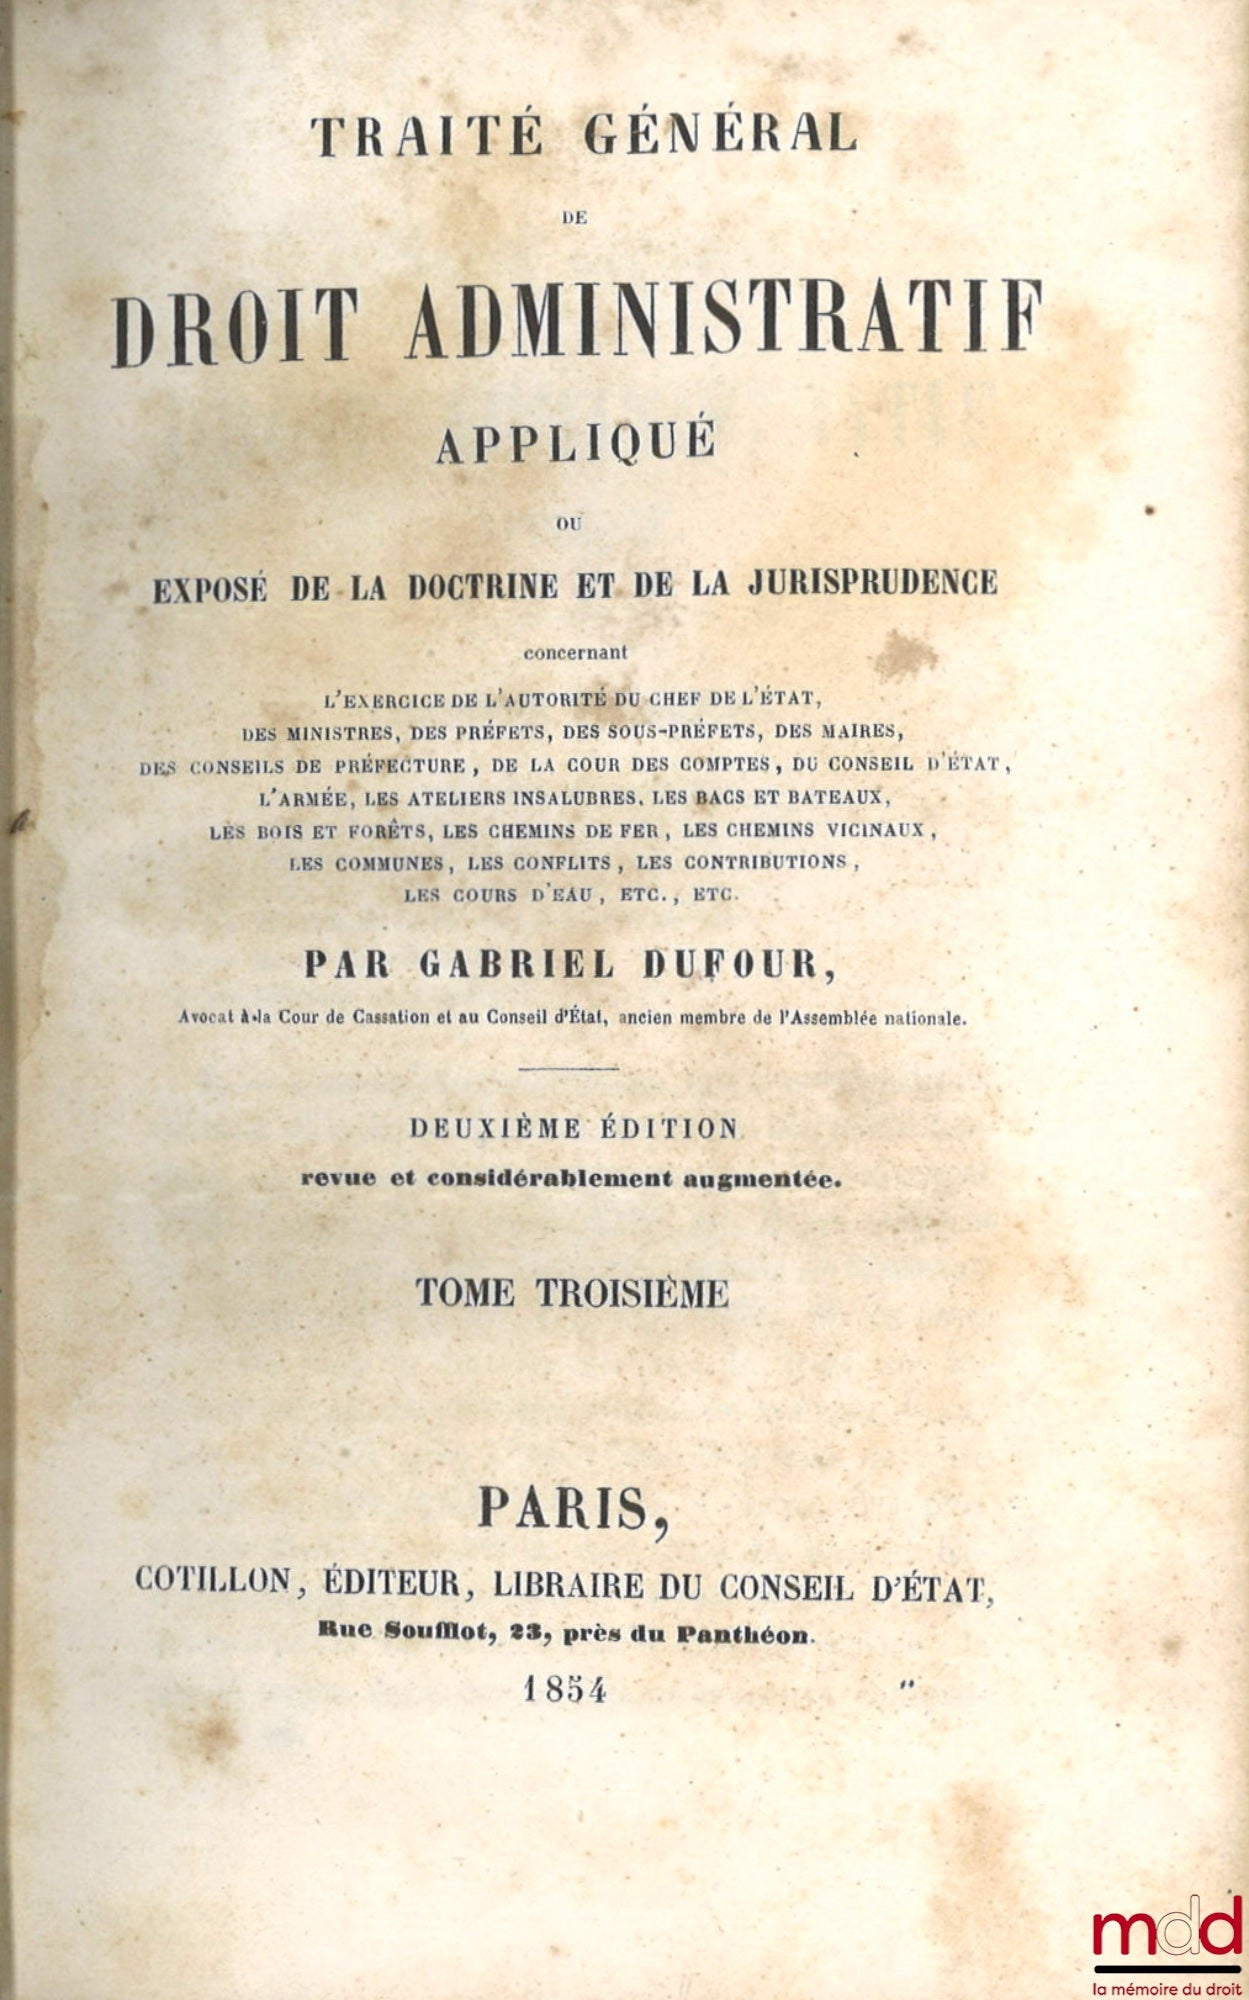 TRAITÉ GÉNÉRAL
DE
DROIT ADMINISTRATIF
APPLIQUÉ
OU
EXPOSÉ DE LA DOCTRINE ET DE LA JURISPRUDENCE
concernant
L'EXERCICE DE L'AUTORITÉ DU CHEF DE L'ÉTAT,
DES MINISTRES, DES PRÉFETS, DES SOUS-PRÉFETS, DES MAIRES,
DES CONSEILS DE PRÉFECTURE, DE LA COUR DES COMPTES, DU CONSEIL D'ÉTAT,
L'ARMÉE, LES ATELIERS INSALUBRES, LES BACS ET BATEAUX,
LES BOIS ET FORÊTS, LES CHEMINS DE FER, LES CHEMINS VICINAUX,
LES COMMUNES, LES CONFLITS, LES CONTRIBUTIONS,
LES COURS D'EAU, ETC., ETC.
PAR GABRIEL DUFOUR,
Avocat à la Cour de Cassation et au Conseil d'État, ancien membre de l'Assemblée nationale.
DEUXIÈME ÉDITION
revue et considérablement augmentée.
TOME TROISIÈME
PARIS,
COTILLON, ÉDITEUR, LIBRAIRE DU CONSEIL D'ÉTAT,
Rue Soufflot, 23, près du Panthéon.
1854
mdd
la mémoire du droit